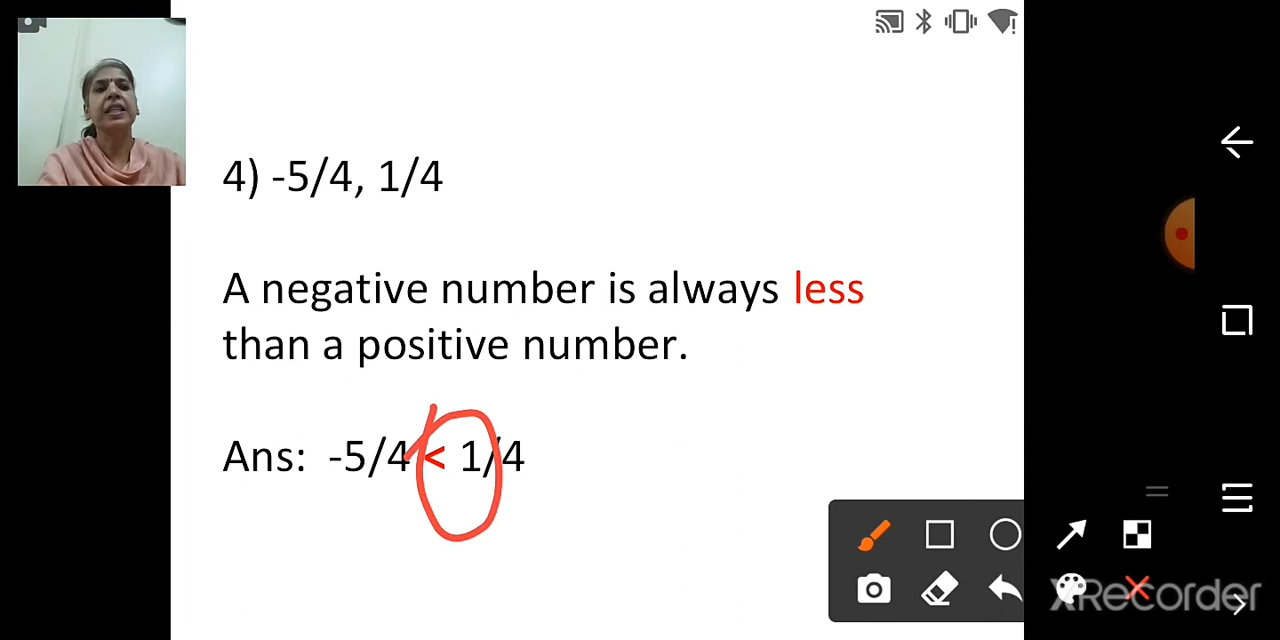 4) -5/4, 1/4
A negative number is always less
than a positive number.
Ans: -5/4 < 1/4
XRecorder